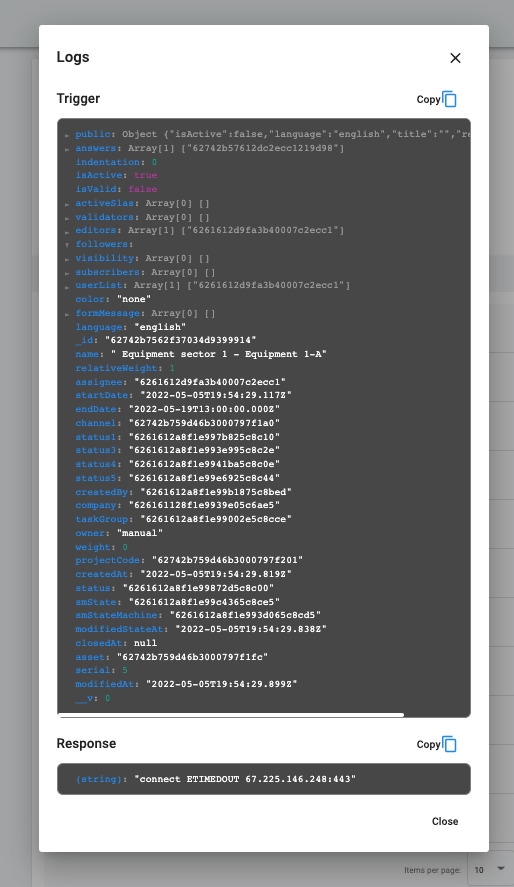 Logs
Trigger
Copy
public: Object {"isActive":false,"language":"english","title":"","re
answers: Array[1] ["62742b57612dc2ecc1219d98"]
indentation: 0
isActive: true
isValid: false
activeSlas: Array[0] []
validators: Array[0] []
editors: Array[1] ["6261612d9fa3b40007c2ecc1"]
followers:
visibility: Array[0] []
subscribers: Array[0] []
userList: Array[1] ["6261612d9fa3b40007c2ecc1"]
color: "none"
formMessage: Array[0] []
language: "english"
_id: "62742b7562f37034d9399914"
name: " Equipment sector 1 - Equipment 1-A"
relativeWeight: 1
assignee: "6261612d9fa3b40007c2ecc1"
startDate: "2022-05-05T19:54:29.117Z"
endDate: "2022-05-19T13:00:00.000Z"
channel: "62742b759d46b3000797f1a0"
status1: "6261612a8f1e997b825c8c10"
status3: "6261612a8f1e993e995c8c2e"
status4: "6261612a8f1e9941ba5c8c0e"
status5: "6261612a8f1e99e6925c8c44"
createdBy: "6261612a8f1e99b1875c8bed"
company: "626161128f1e9939e05c6ae5"
taskGroup: "6261612a8f1e99002e5c8cce"
owner: "manual"
weight: 0
projectCode: "62742b759d46b3000797f201"
createdAt: "2022-05-05T19:54:29.819Z"
status: "6261612a8f1e99872d5c8c00"
smState: "6261612a8f1e99c4365c8ce5"
smStateMachine: "6261612a8f1e993d065c8cd5"
modifiedStateAt: "2022-05-05T19:54:29.838Z"
closedAt: null
asset: "62742b759d46b3000797f1fc"
serial: 5
modifiedAt: "2022-05-05T19:54:29.899Z"
__v: 0
Response
Copy
(string): "connect ETIMEDOUT 67.225.146.248:443"
Close
Items per page: 10